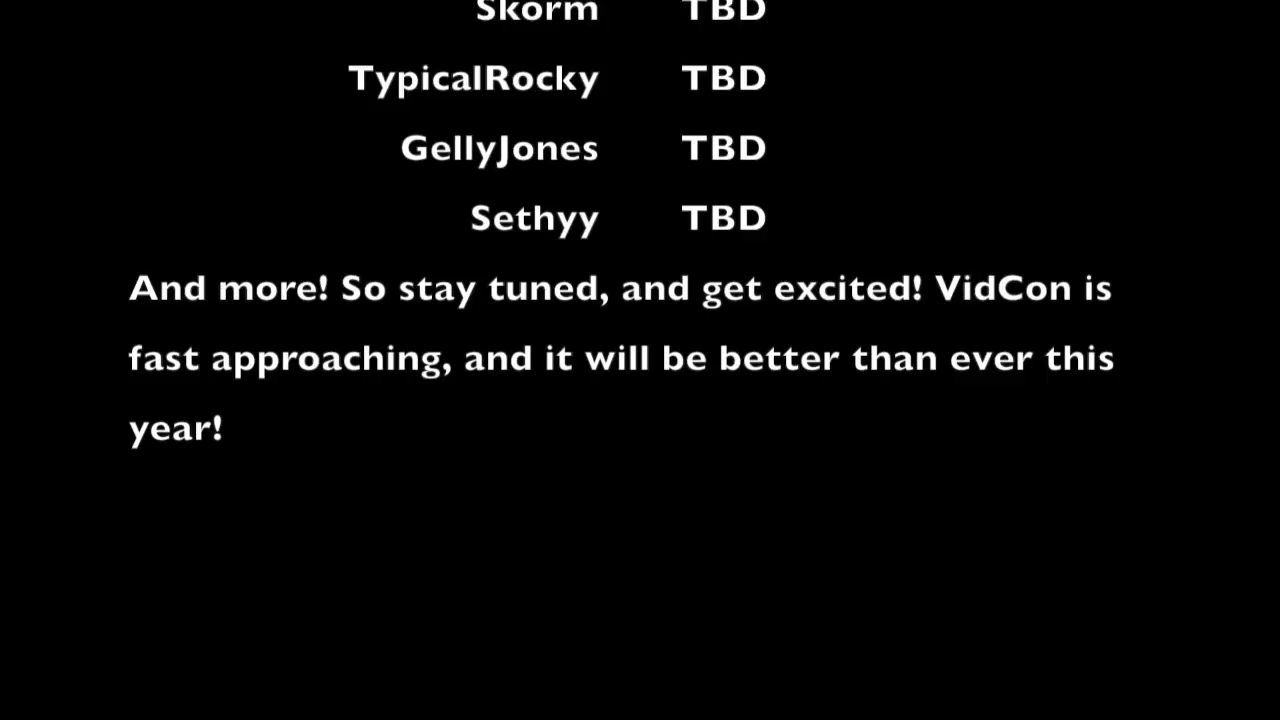 Skorm TBD
TypicalRocky TBD
GellyJones TBD
Sethyy TBD
And more! So stay tuned, and get excited! VidCon is
fast approaching, and it will be better than ever this
year!